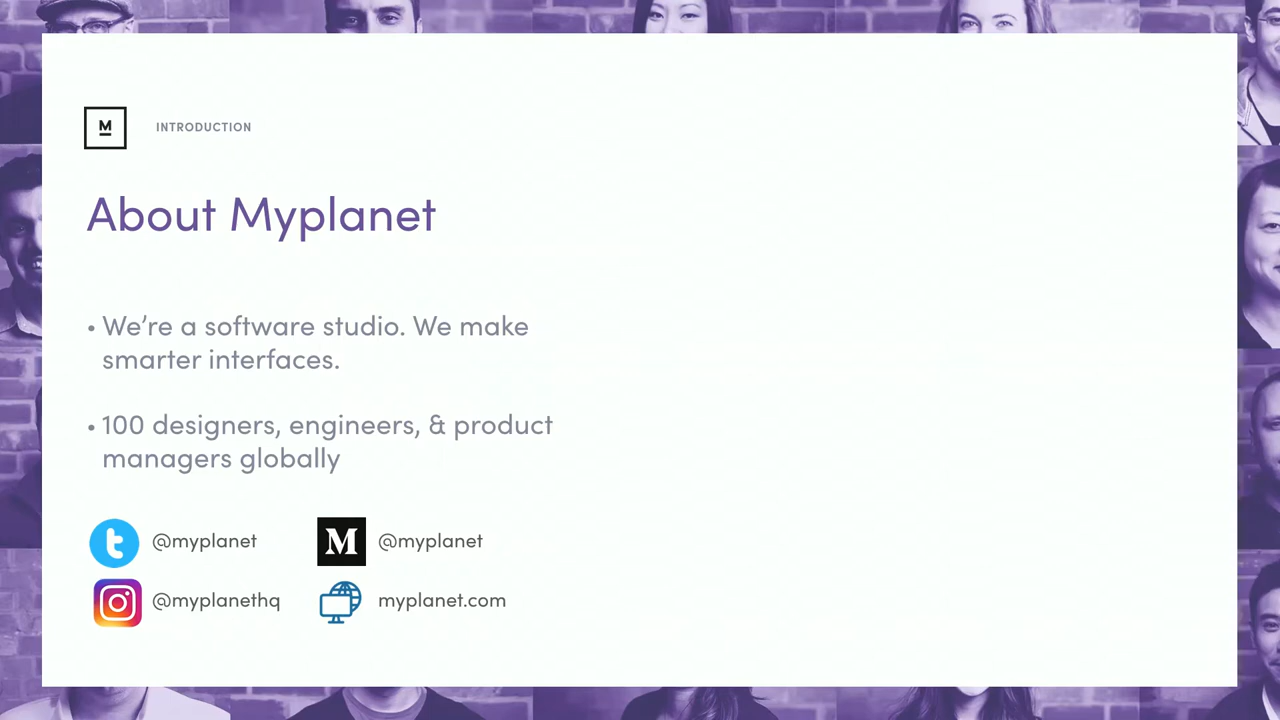 M
INTRODUCTION
About Myplanet
• We’re a software studio. We make
smarter interfaces.
• 100 designers, engineers, & product
managers globally
@myplanet
M @myplanet
@myplanethq
myplanet.com